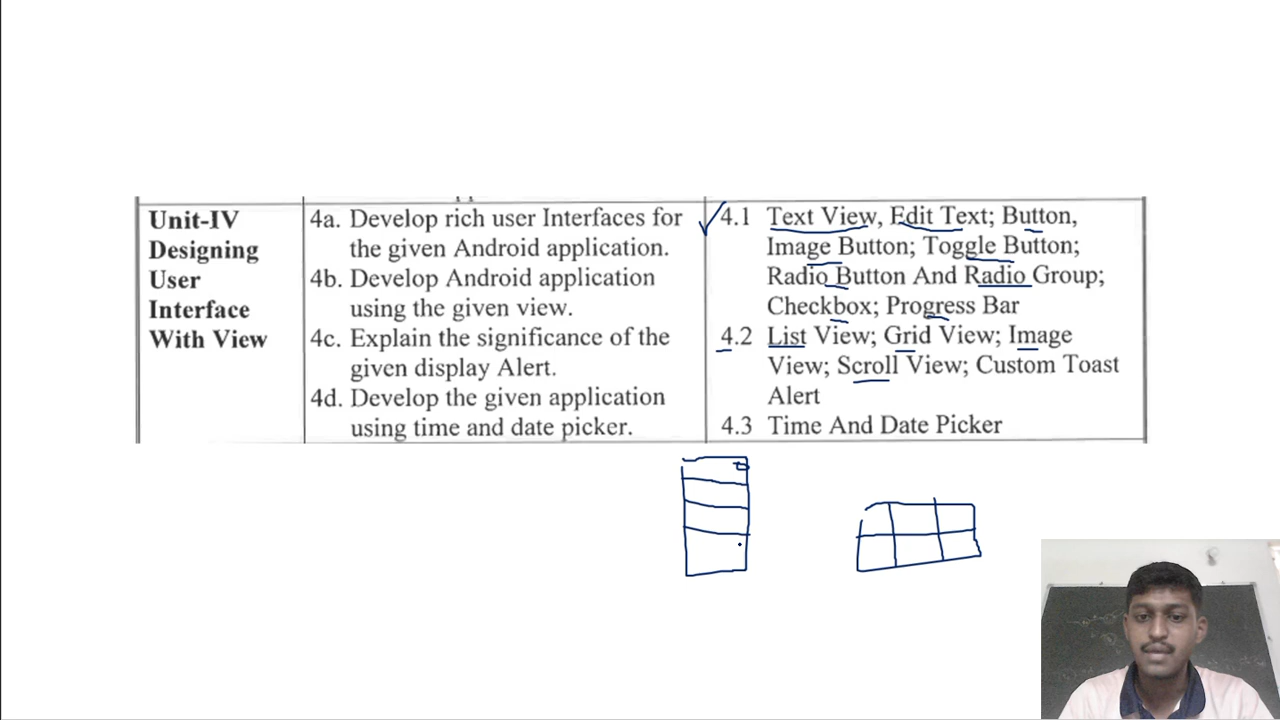 Unit-IV
Designing
User
Interface
With View
4a. Develop rich user Interfaces for
the given Android application.
4b. Develop Android application
using the given view.
4c. Explain the significance of the
given display Alert.
4d. Develop the given application
using time and date picker.
4.1 Text View, Edit Text; Button,
Image Button; Toggle Button;
Radio Button And Radio Group;
Checkbox; Progress Bar
4.2 List View; Grid View; Image
View; Scroll View; Custom Toast
Alert
4.3 Time And Date Picker